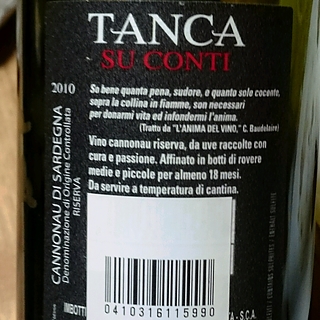 TANCA
SU CONTI
2010
So bene quanta pena, sudore, e quanto sole cocente,
sopra la collina in fiamme, son necessari
per donarmi vita ed infondermi l'anima.
(Tratto da "L'ANIMA DEL VINO," C. Baudelaire)
Vino cannonau riserva, da uve raccolte con
cura e passione. Affinato in botti di rovere
medie e piccole per almeno 18 mesi.
Da servire a temperatura di cantina.
CANNONAU DI SARDEGNA
Denominazione di Origine Controllata
RISERVA
IMBOTTI
TA - S.C.A.
0410316115990